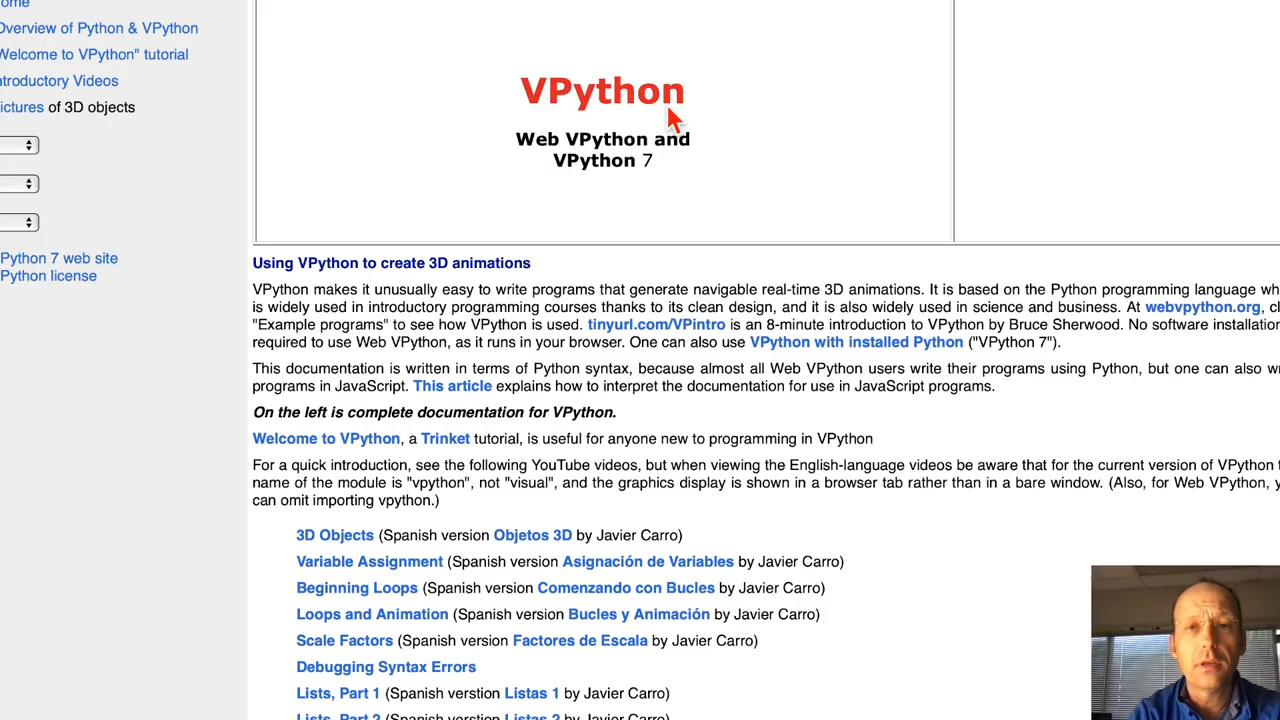 ome
Overview of Python & VPython
Welcome to VPython" tutorial
ntroductory Videos
ictures of 3D objects
Python 7 web site
Python license
VPython
Web VPython and
VPython 7
Using VPython to create 3D animations
VPython makes it unusually easy to write programs that generate navigable real-time 3D animations. It is based on the Python programming language wh
is widely used in introductory programming courses thanks to its clean design, and it is also widely used in science and business. At webvpython.org, cl
"Example programs" to see how VPython is used. tinyurl.com/VPintro is an 8-minute introduction to VPython by Bruce Sherwood. No software installation
required to use Web VPython, as it runs in your browser. One can also use VPython with installed Python ("VPython 7").
This documentation is written in terms of Python syntax, because almost all Web VPython users write their programs using Python, but one can also w
programs in JavaScript. This article explains how to interpret the documentation for use in JavaScript programs.
On the left is complete documentation for VPython.
Welcome to VPython, a Trinket tutorial, is useful for anyone new to programming in VPython
For a quick introduction, see the following YouTube videos, but when viewing the English-language videos be aware that for the current version of VPython t
name of the module is "vpython", not "visual", and the graphics display is shown in a browser tab rather than in a bare window. (Also, for Web VPython, y
can omit importing vpython.)
3D Objects (Spanish version Objetos 3D by Javier Carro)
Variable Assignment (Spanish version Asignación de Variables by Javier Carro)
Beginning Loops (Spanish version Comenzando con Bucles by Javier Carro)
Loops and Animation (Spanish version Bucles y Animación by Javier Carro)
Scale Factors (Spanish version Factores de Escala by Javier Carro)
Debugging Syntax Errors
Lists, Part 1 (Spanish verstion Listas 1 by Javier Carro)
Lists, Part 2 (Spanish verstion Listas 2 by Javier Carro)